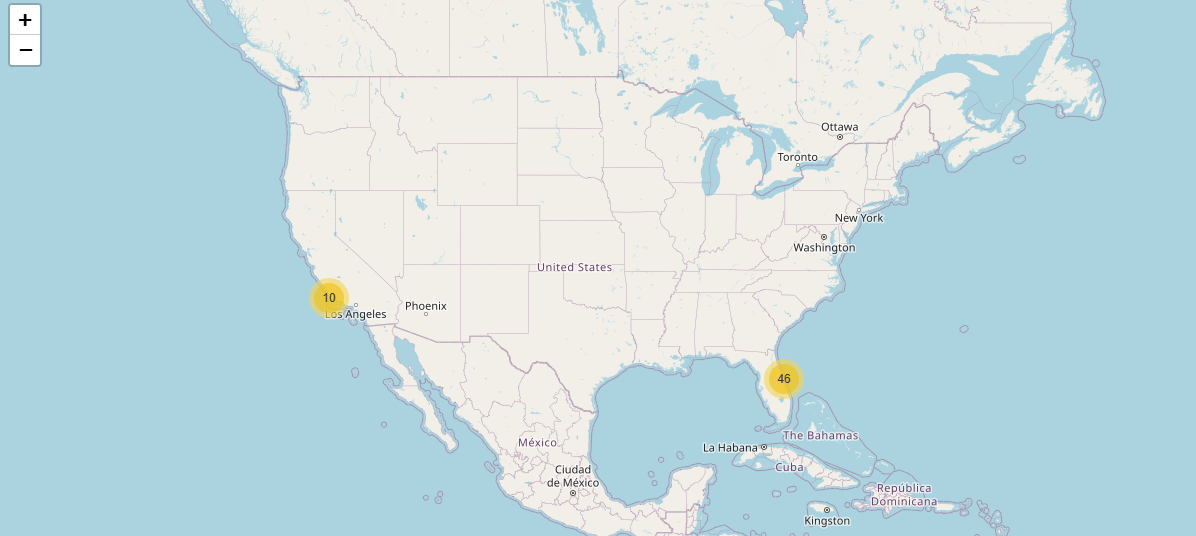 +
−
Ottawa
Toronto
New York
Washington
United States
10
Los Angeles
Phoenix
46
The Bahamas
México
La Habana
Cuba
Ciudad
de México
República
Dominicana
Kingston